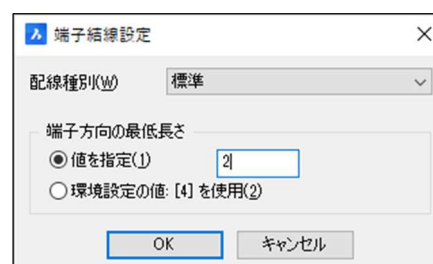 端子結線設定
配線種別(W) 標準
端子方向の最低長さ
値を指定(1) 2
環境設定の値: [4] を使用(2)
OK キャンセル